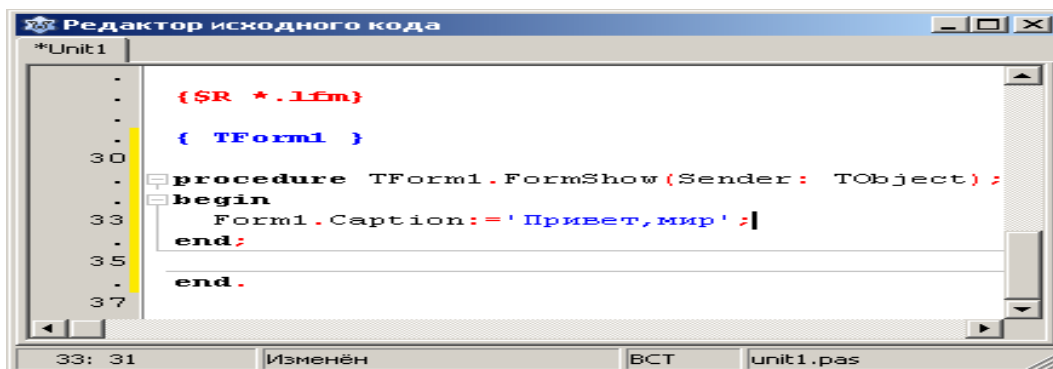 Редактор исходного кода
*Unit1
{$R *.lfm}
{ TForm1 }
30
procedure TForm1.FormShow(Sender: TObject);
begin
33 Form1.Caption:='Привет,мир';
end;
35
end.
37
33: 31 Изменён ВСТ unit1.pas